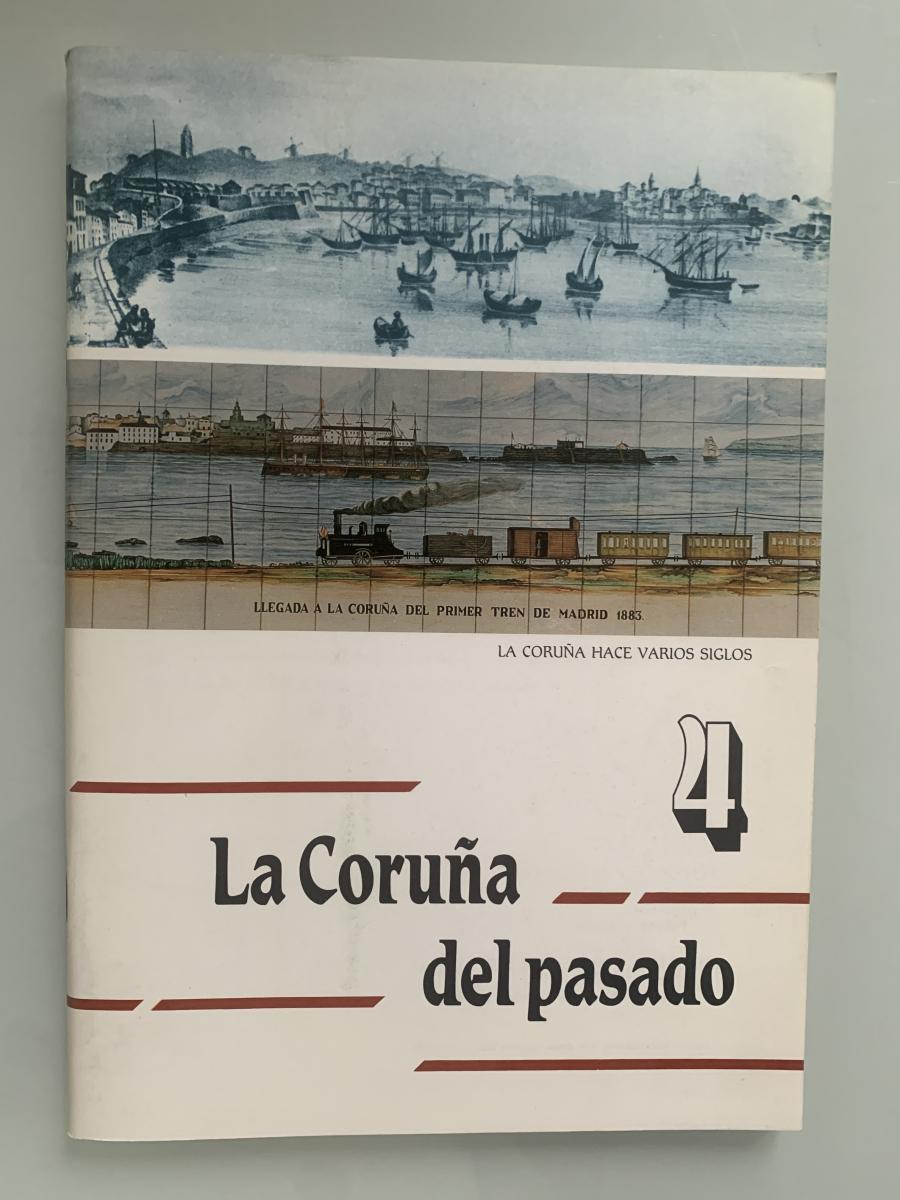 LLEGADA A LA CORUÑA DEL PRIMER TREN DE MADRID 1883.
LA CORUÑA HACE VARIOS SIGLOS
4
La Coruña
del pasado